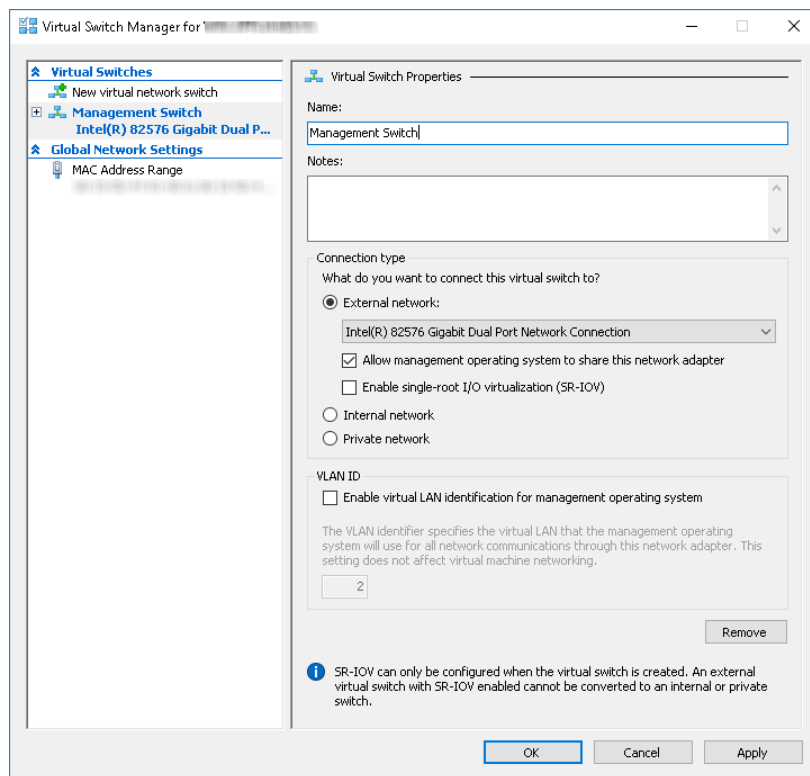 Virtual Switch Manager for
Virtual Switches
New virtual network switch
Management Switch
Intel(R) 82576 Gigabit Dual P...
Global Network Settings
MAC Address Range
Virtual Switch Properties
Name:
Management Switch
Notes:
Connection type
What do you want to connect this virtual switch to?
External network:
Intel(R) 82576 Gigabit Dual Port Network Connection
Allow management operating system to share this network adapter
Enable single-root I/O virtualization (SR-IOV)
Internal network
Private network
VLAN ID
Enable virtual LAN identification for management operating system
The VLAN identifier specifies the virtual LAN that the management operating
system will use for all network communications through this network adapter. This
setting does not affect virtual machine networking.
2
Remove
SR-IOV can only be configured when the virtual switch is created. An external
virtual switch with SR-IOV enabled cannot be converted to an internal or private
switch.
OK
Cancel
Apply